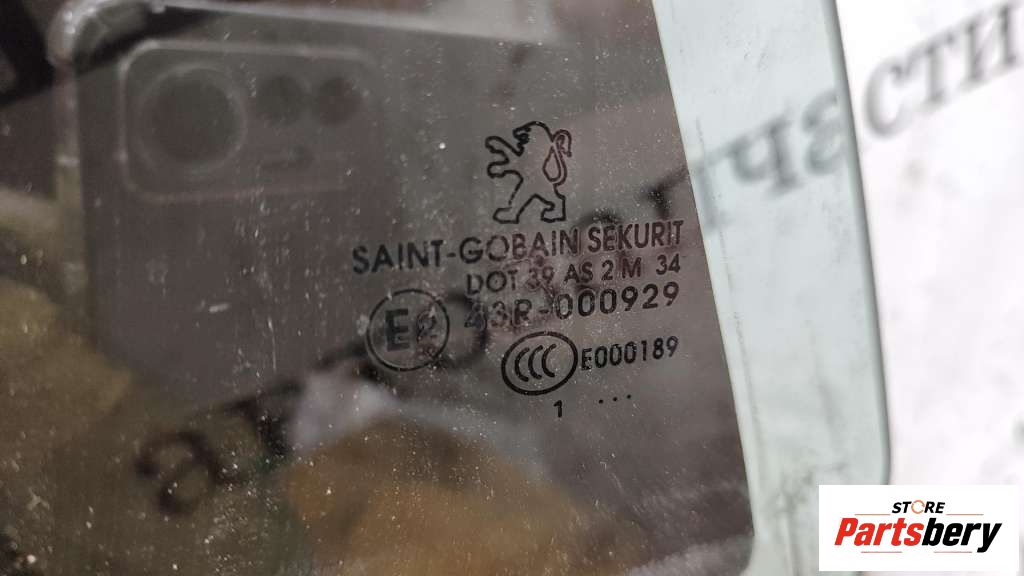 SAINT-GOBAIN SEKURIT
DOT 39 AS 2 M 34
E2 43R-000929
CCC E000189
1 ...
STORE
Partsbery